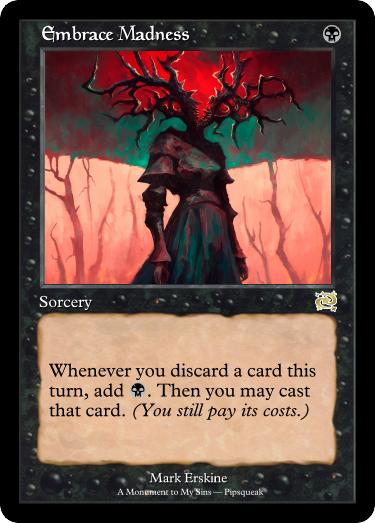 Embrace Madness
Sorcery
Whenever you discard a card this
turn, add . Then you may cast
that card. (You still pay its costs.)
Mark Erskine
A Monument to My Sins — Pipsqueak